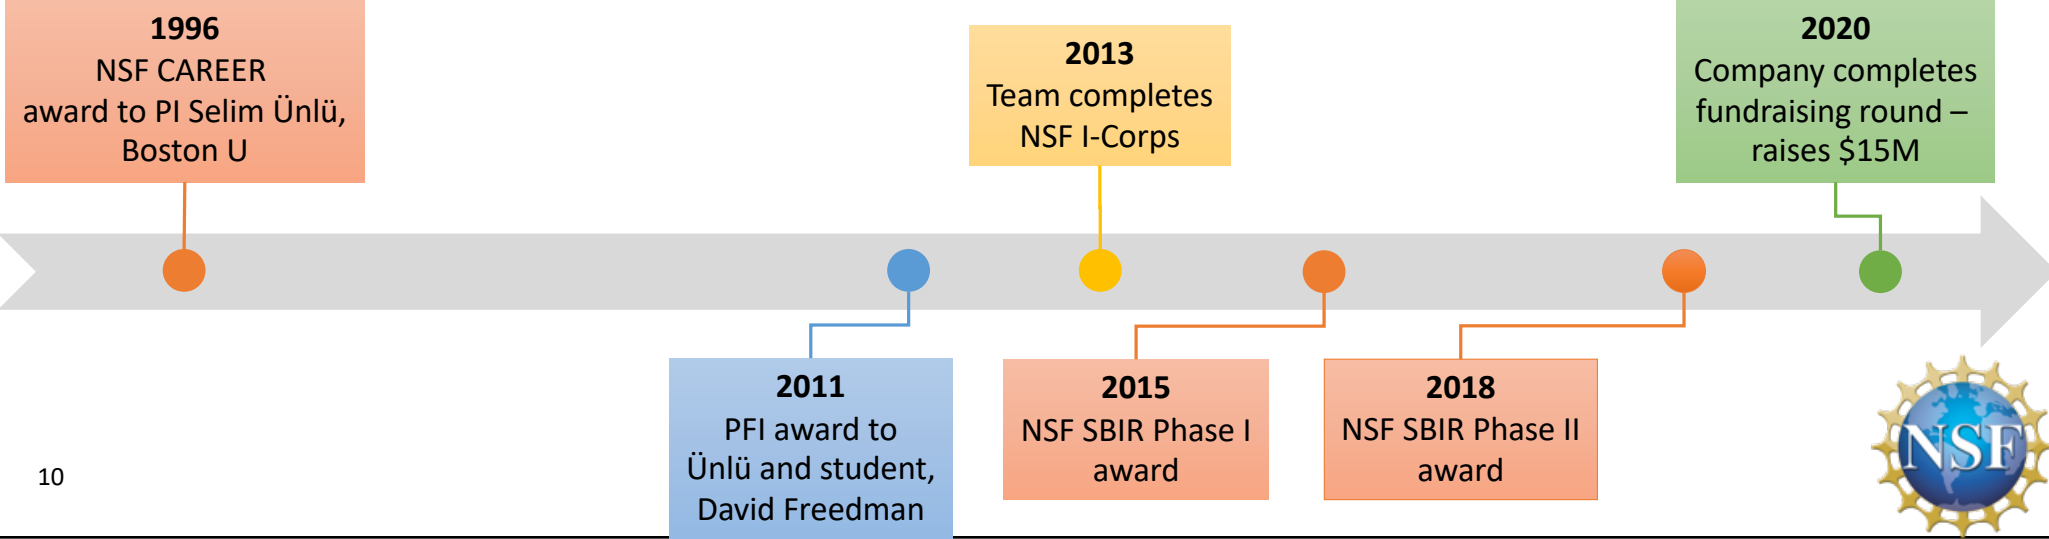 1996
NSF CAREER
award to PI Selim Ünlü,
Boston U
2013
Team completes
NSF I-Corps
2020
Company completes
fundraising round –
raises $15M
2011
PFI award to
Ünlü and student,
David Freedman
2015
NSF SBIR Phase I
award
2018
NSF SBIR Phase II
award
NSF
10